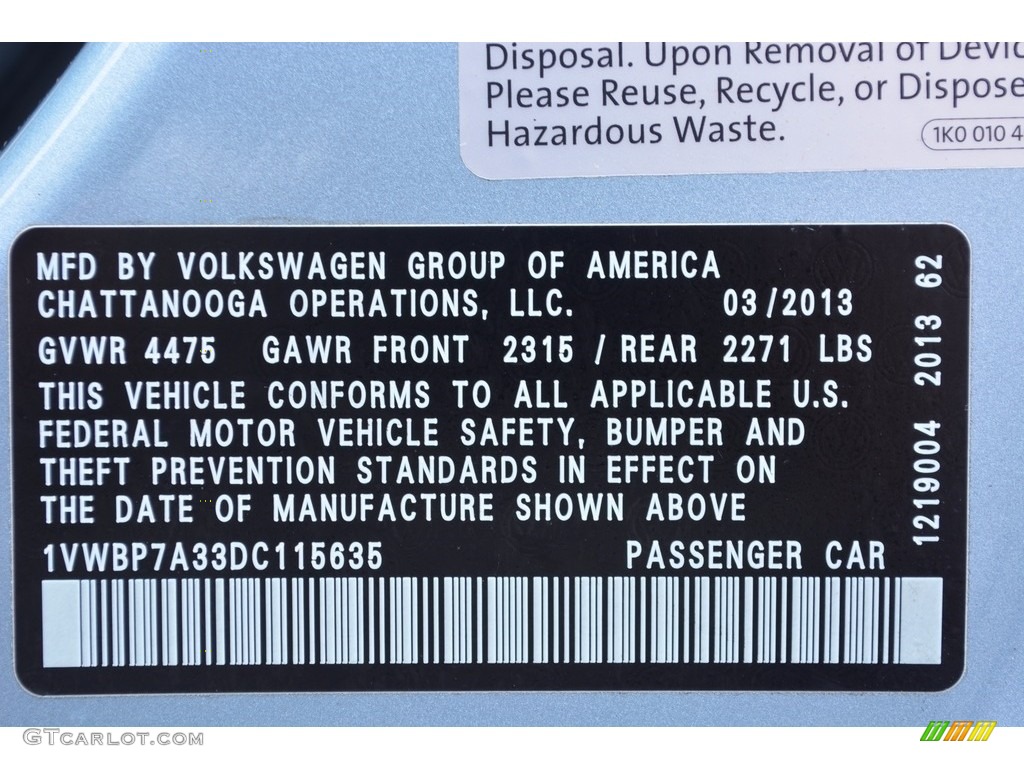 Disposal. Upon Removal of Devic
Please Reuse, Recycle, or Dispose
Hazardous Waste.
1K0 010 4
MFD BY VOLKSWAGEN GROUP OF AMERICA
CHATTANOOGA OPERATIONS, LLC. 03/2013
GVWR 4475 GAWR FRONT 2315 / REAR 2271 LBS
THIS VEHICLE CONFORMS TO ALL APPLICABLE U.S.
FEDERAL MOTOR VEHICLE SAFETY, BUMPER AND
THEFT PREVENTION STANDARDS IN EFFECT ON
THE DATE OF MANUFACTURE SHOWN ABOVE
1VWBP7A33DC115635 PASSENGER CAR
1219004 2013 62
GTCARLOT.COM